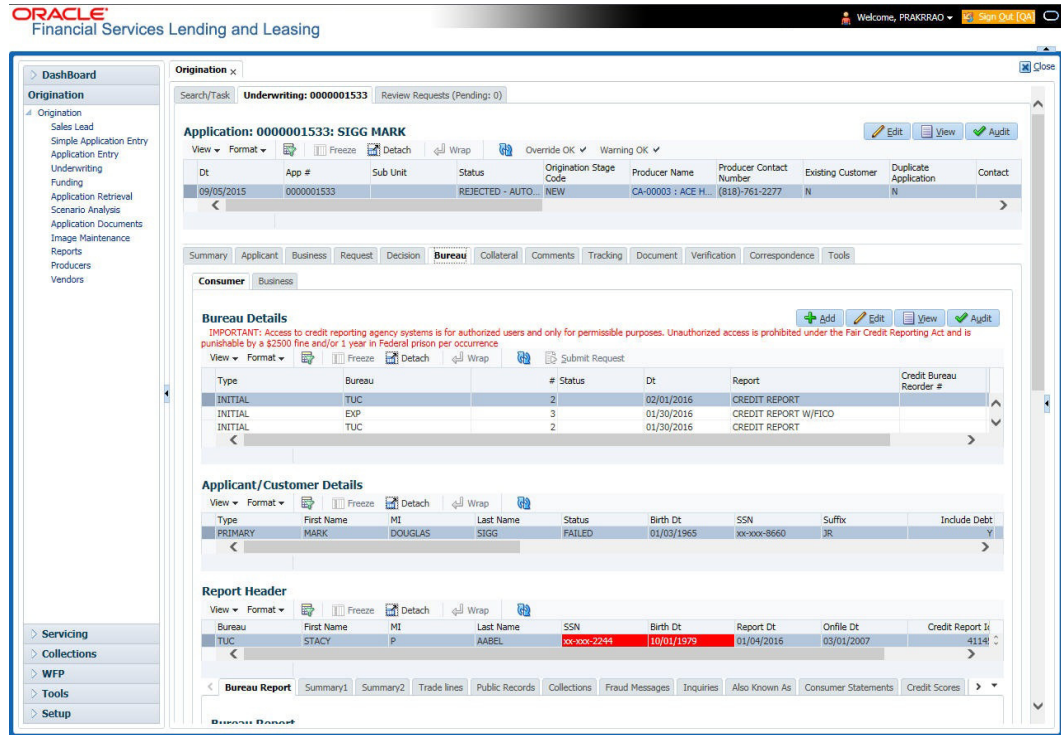 ORACLE
Financial Services Lending and Leasing
Welcome, PRAKRRAO
Sign Out [QA]
Close
DashBoard
Origination
Origination
Sales Lead
Simple Application Entry
Application Entry
Underwriting
Funding
Application Retrieval
Scenario Analysis
Application Documents
Image Maintenance
Reports
Producers
Vendors
Servicing
Collections
WFP
Tools
Setup
Origination x
Search/Task Underwriting: 0000001533 Review Requests (Pending: 0)
Application: 0000001533: SIGG MARK
Edit View Audit
View Format Freeze Detach Wrap Override OK ✔ Warning OK ✔
Dt App # Sub Unit Status Origination Stage Code Producer Name Producer Contact Number Existing Customer Duplicate Application Contact
09/05/2015 0000001533 REJECTED - AUTO... NEW CA-00003 : ACE H... (818)-761-2277 N N
Summary Applicant Business Request Decision Bureau Collateral Comments Tracking Document Verification Correspondence Tools
Consumer Business
Bureau Details
Add Edit View Audit
IMPORTANT: Access to credit reporting agency systems is for authorized users and only for permissible purposes. Unauthorized access is prohibited under the Fair Credit Reporting Act and is
punishable by a $2500 fine and/or 1 year in Federal prison per occurrence
View Format Freeze Detach Wrap Submit Request
Type Bureau # Status Dt Report Credit Bureau Reorder #
INITIAL TUC 2 02/01/2016 CREDIT REPORT
INITIAL EXP 3 01/30/2016 CREDIT REPORT W/FICO
INITIAL TUC 2 01/30/2016 CREDIT REPORT
Applicant/Customer Details
View Format Freeze Detach Wrap
Type First Name MI Last Name Status Birth Dt SSN Suffix Include Debt
PRIMARY MARK DOUGLAS SIGG FAILED 01/03/1965 xx-xxx-8660 JR Y
Report Header
View Format Freeze Detach Wrap
Bureau First Name MI Last Name SSN Birth Dt Report Dt Onfile Dt Credit Report
TUC STACY P AABEL xx-xxx-2244 10/01/1979 01/04/2016 03/01/2007
Bureau Report Summary1 Summary2 Trade lines Public Records Collections Fraud Messages Inquiries Also Known As Consumer Statements Credit Scores
Bureau Report